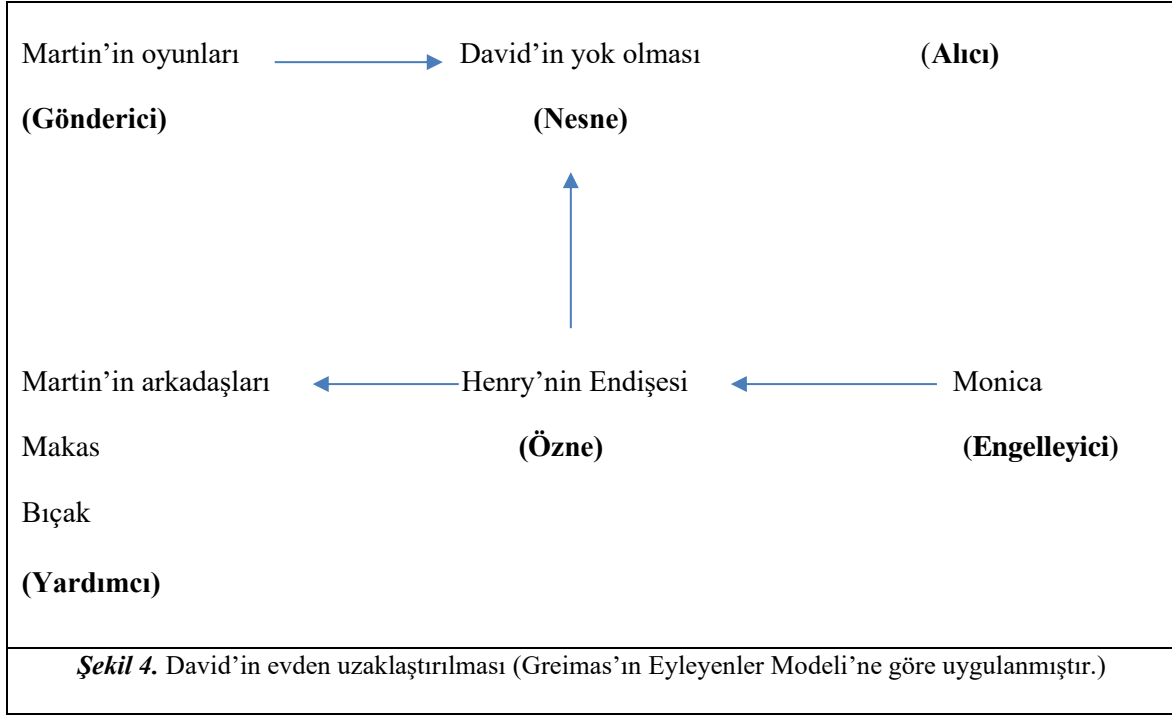 Martin’in oyunları David’in yok olması (Alıcı)
(Gönderici) (Nesne)
Martin’in arkadaşları Henry’nin Endişesi Monica
Makas (Özne) (Engelleyici)
Bıçak
(Yardımcı)
Şekil 4. David’in evden uzaklaştırılması (Greimas’ın Eyleyenler Modeli’ne göre uygulanmıştır.)